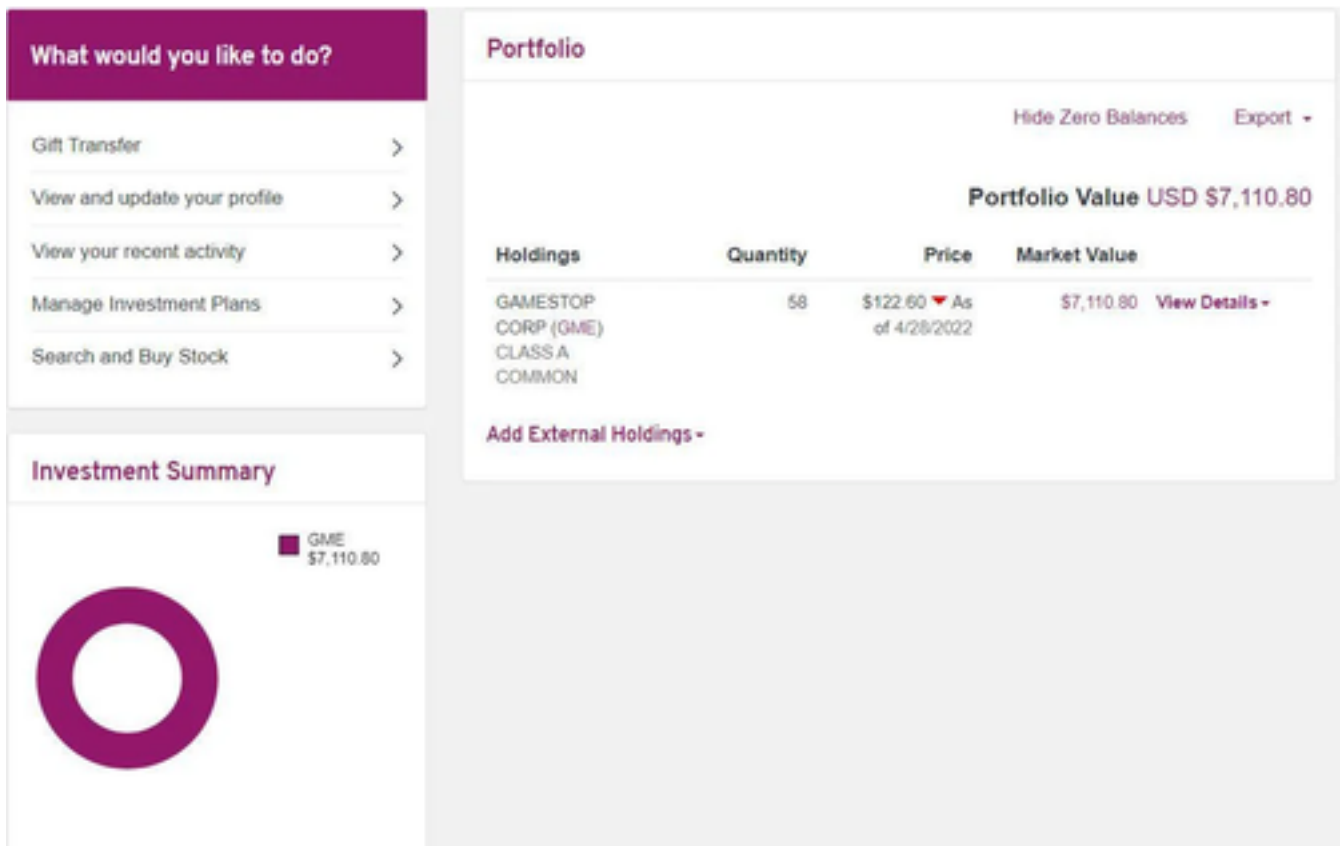 What would you like to do?
Gift Transfer
View and update your profile
View your recent activity
Manage Investment Plans
Search and Buy Stock
Investment Summary
GME
$7,110.80
Portfolio
Hide Zero Balances Export
Portfolio Value USD $7,110.80
Holdings Quantity Price Market Value
GAMESTOP 58 $122.60 As $7,110.80 View Details
CORP (GME) of 4/28/2022
CLASS A
COMMON
Add External Holdings